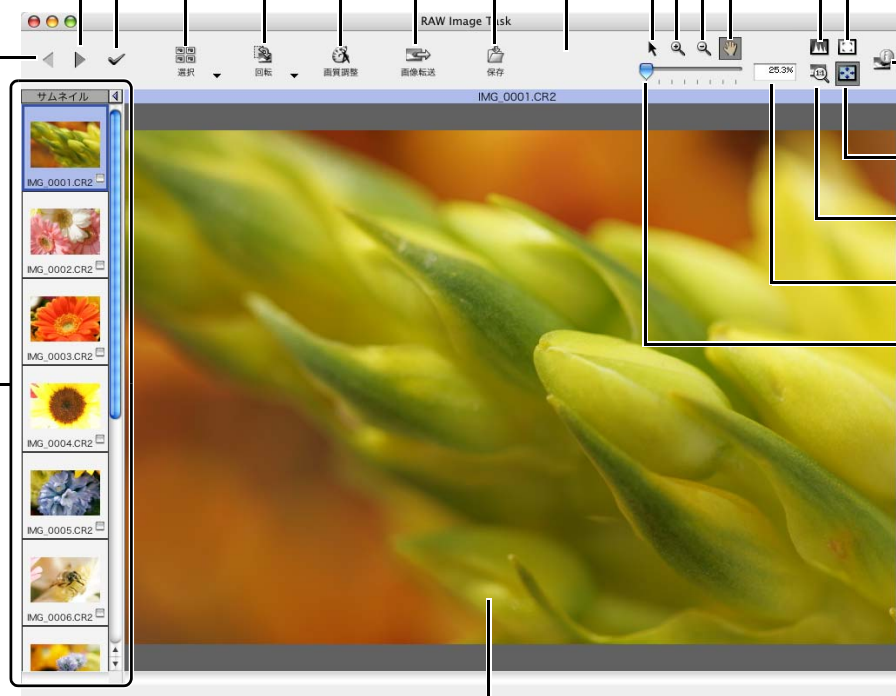 RAW Image Task
選択
回転
画質調整
画像転送
保存
25.3%
1:1
サムネイル
IMG_0001.CR2
IMG_0001.CR2
IMG_0002.CR2
IMG_0003.CR2
IMG_0004.CR2
IMG_0005.CR2
IMG_0006.CR2